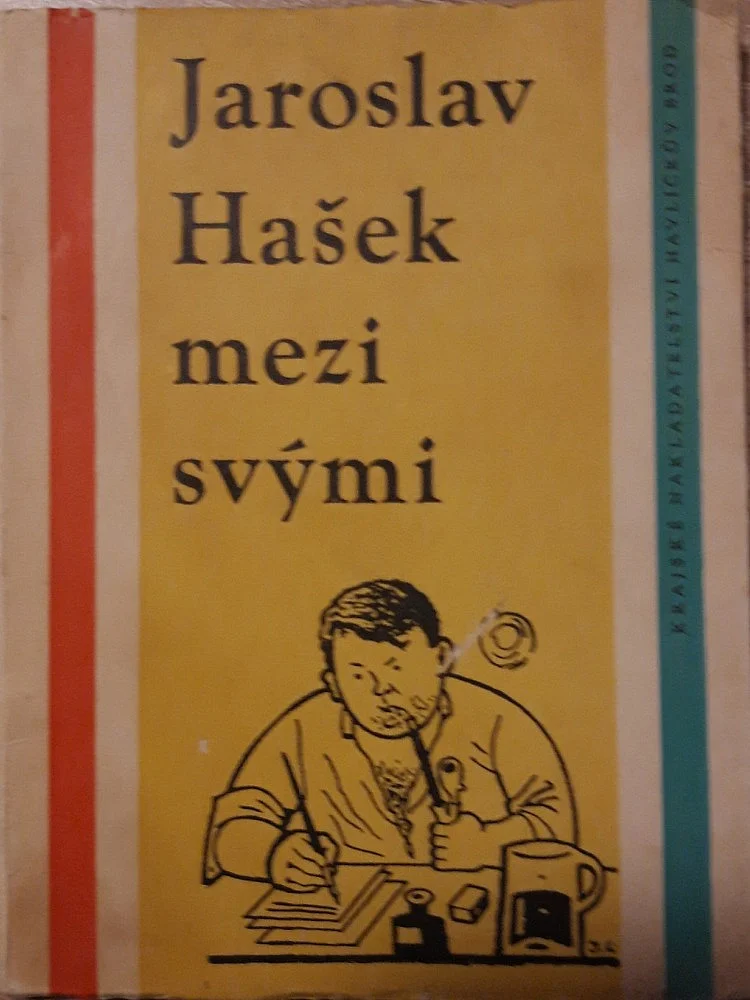 Jaroslav
Hašek
mezi
svými
KRAJSKÉ NAKLADATELSTVÍ HAVLÍČKŮV BROD